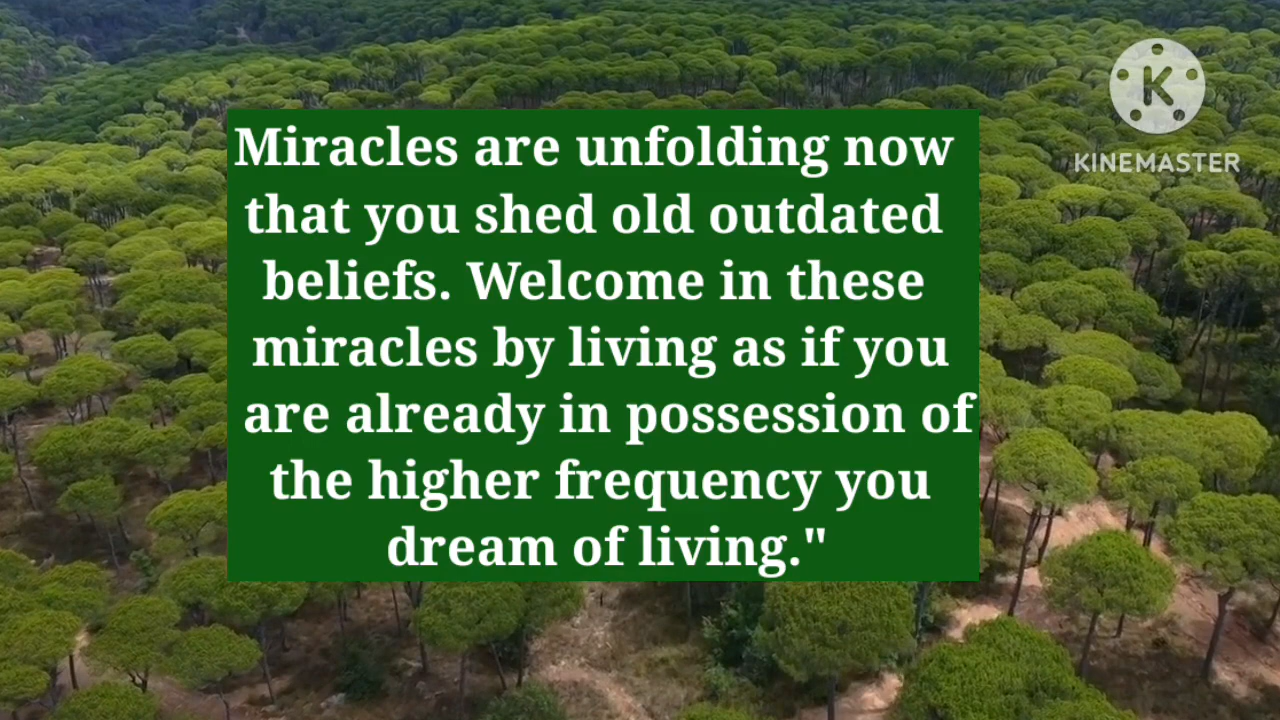 Miracles are unfolding now
that you shed old outdated
beliefs. Welcome in these
miracles by living as if you
are already in possession of
the higher frequency you
dream of living."
K
KINEMASTER